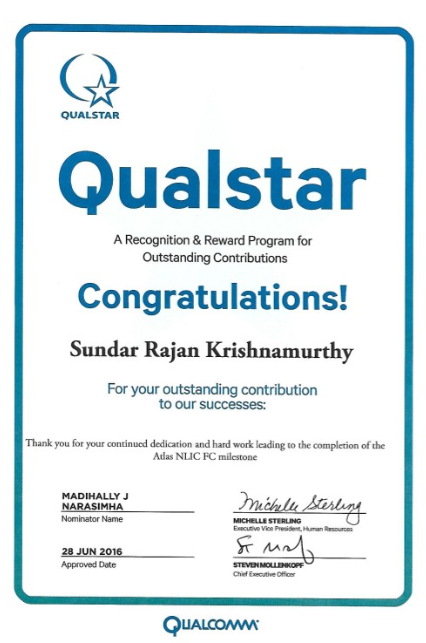 QUALSTAR
Qualstar
A Recognition & Reward Program for
Outstanding Contributions
Congratulations!
Sundar Rajan Krishnamurthy
For your outstanding contribution
to our successes:
Thank you for your continued dedication and hard work leading to the completion of the
Atlas NLIC FC milestone
MADIHALLY J
NARASIMHA
Nominator Name
Michelle Sterling
MICHELLE STERLING
Executive Vice President, Human Resources
28 JUN 2016
Approved Date
STEVEN MOLLENKOPF
Chief Executive Officer
QUALCOMM